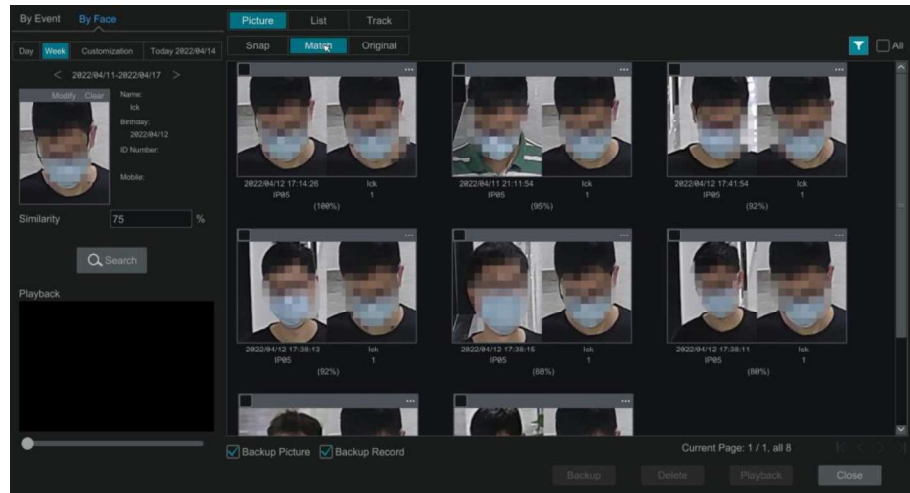 By Event By Face
Day Week Customization Today 2022/04/14
< 2022/04/11-2022/04/17 >
Modify Clear
Name:
lck
Birthday:
2022/04/12
ID Number:
Mobile:
Similarity 75 %
Search
Playback
Picture List Track
Snap Match Original
All
2022/04/12 17:14:26 lck
IP05 1
(100%)
2022/04/11 21:11:54 lck
IP05 1
(95%)
2022/04/12 17:41:54 lck
IP05 1
(92%)
2022/04/12 17:38:13 lck
IP05 1
(92%)
2022/04/12 17:38:15 lck
IP05 1
(88%)
2022/04/12 17:38:11 lck
IP05 1
(80%)
Backup Picture Backup Record
Current Page: 1 / 1, all 8
Backup Delete Playback Close